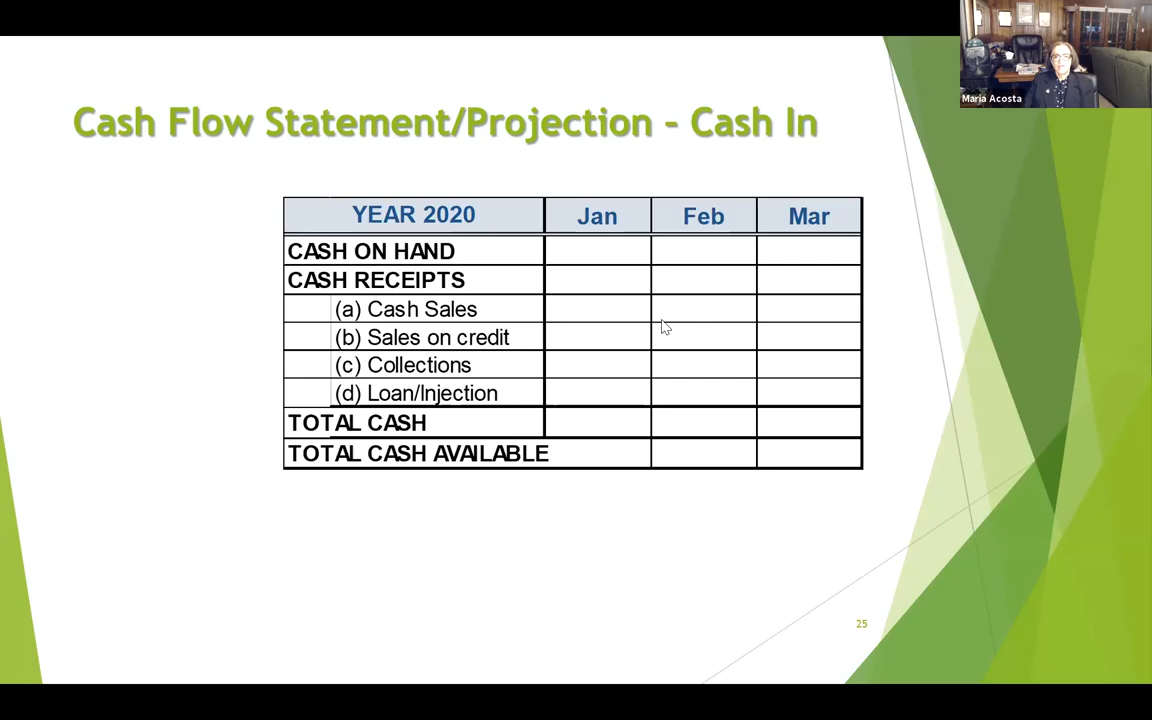 Maria Acosta
Cash Flow Statement/Projection - Cash In
YEAR 2020 Jan Feb Mar
CASH ON HAND
CASH RECEIPTS
(a) Cash Sales
(b) Sales on credit
(c) Collections
(d) Loan/Injection
TOTAL CASH
TOTAL CASH AVAILABLE
25